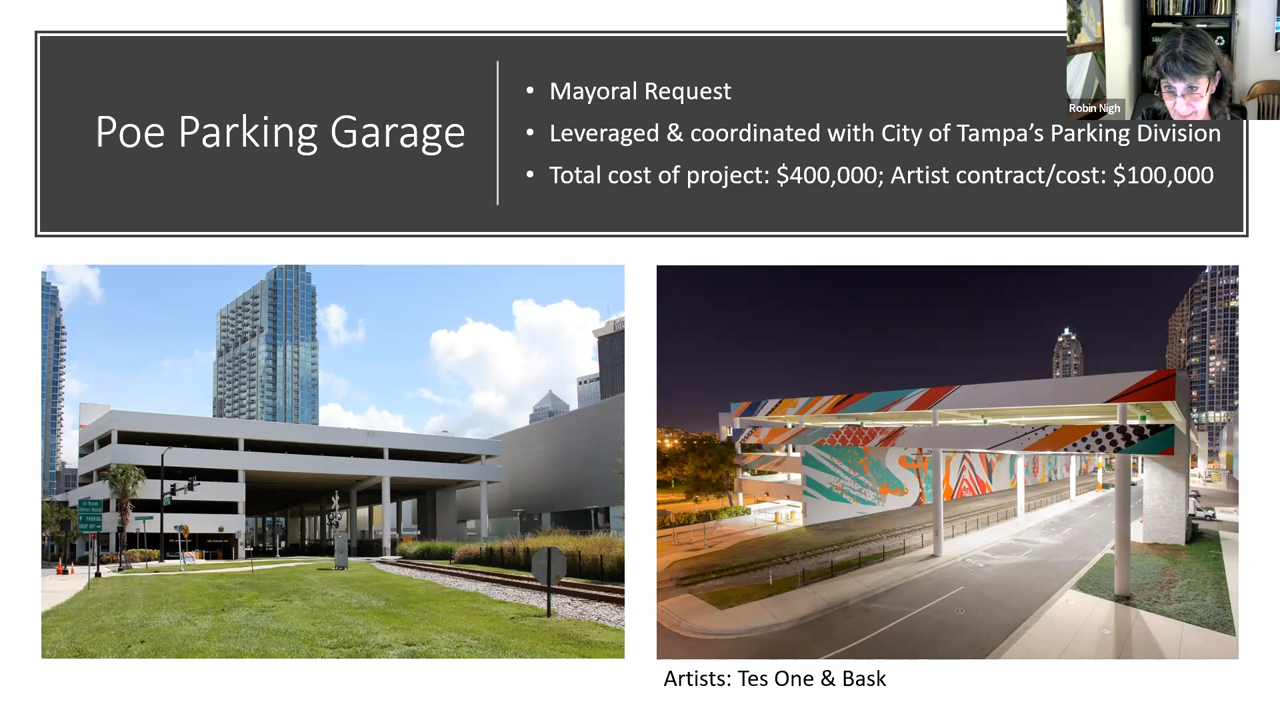 Poe Parking Garage
• Mayoral Request
• Leveraged & coordinated with City of Tampa's Parking Division
• Total cost of project: $400,000; Artist contract/cost: $100,000
Robin Nigh
Artists: Tes One & Bask